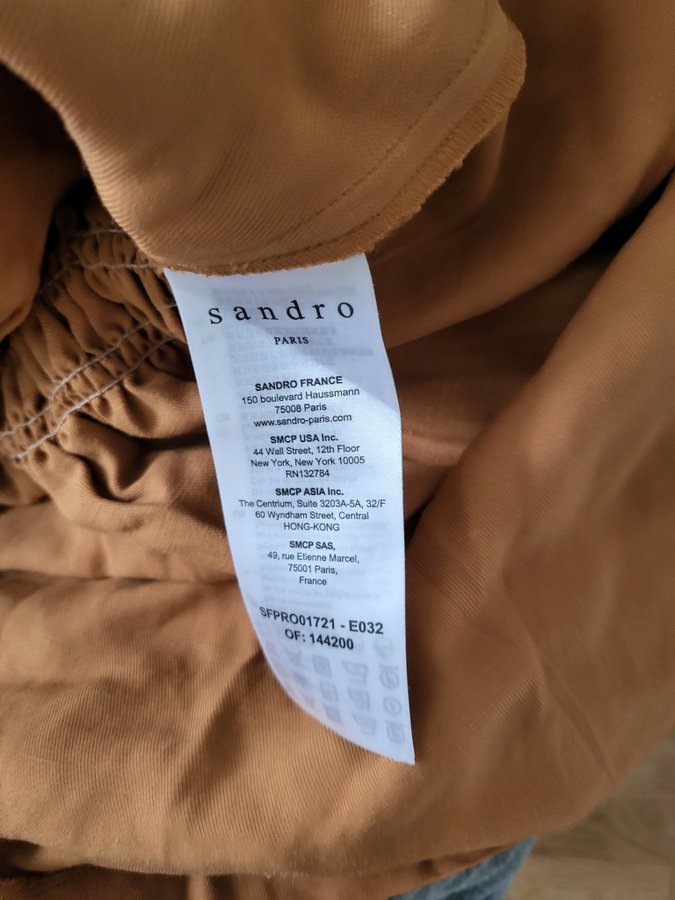 sandro
PARIS
SANDRO FRANCE
150 boulevard Haussmann
75008 Paris
www.sandro-paris.com
SMCP USA Inc.
44 Wall Street, 12th Floor
New York, New York 10005
RN132784
SMCP ASIA Inc.
The Centrium, Suite 3203A-5A, 32/F
60 Wyndham Street, Central
HONG-KONG
SMCP SAS,
49, rue Etienne Marcel,
75001 Paris,
France
SFPRO01721 - E032
OF: 144200